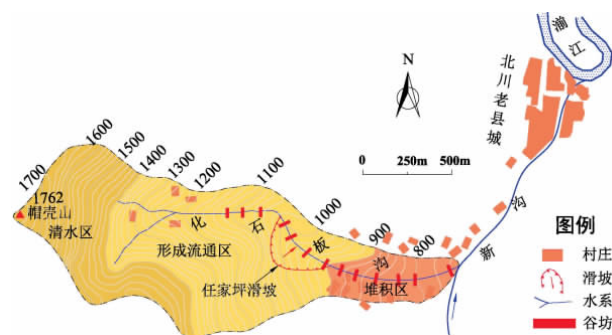 湔
江
北
川
老
县
城
N
0 250m 500m
1700
1600
1500
1400
1300
1200
1100
1000
900
800
1762
帽壳山
清水区
形成流通区
化 石 板 沟
任家坪滑坡
堆积区
新 沟
图例
村庄
滑坡
水系
谷坊